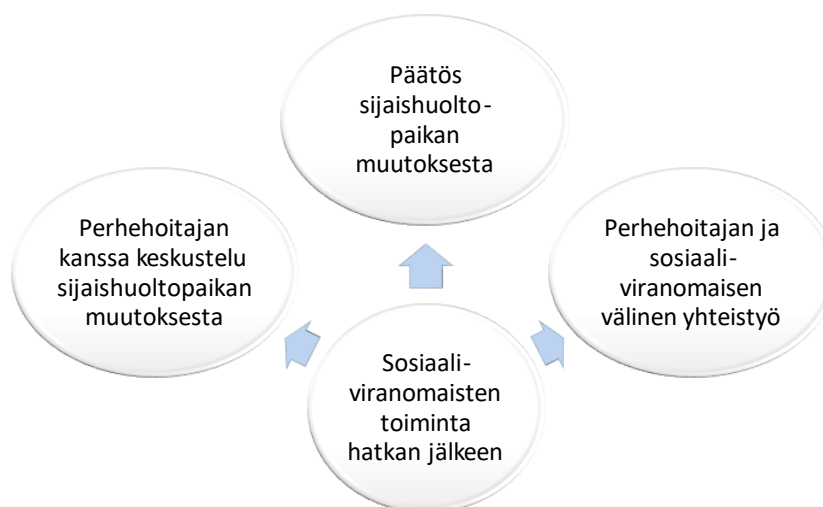 Päätös
sijaishuolto-
paikan
muutoksesta
Perhehoitajan
kanssa keskustelu
sijaishuoltopaikan
muutoksesta
Perhehoitajan ja
sosiaali-
viranomaisen
välinen yhteistyö
Sosiaali-
viranomaisten
toiminta
hatkan jälkeen